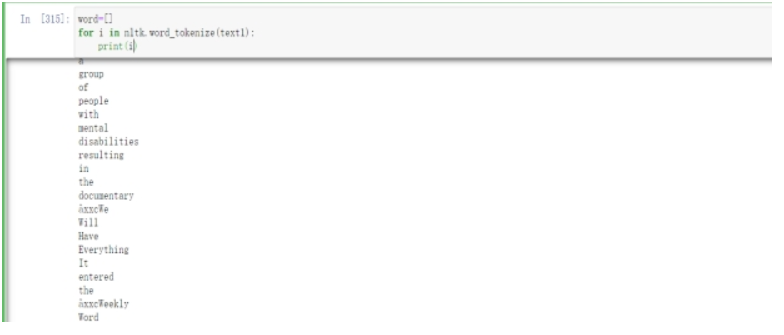 In [315]: word=[]
for i in nltk.word_tokenize(text1):
print(i)
a
group
of
people
with
mental
disabilities
resulting
in
the
documentary
âxxcWe
Will
Have
Everything
It
entered
the
âxxcWeekly
Word